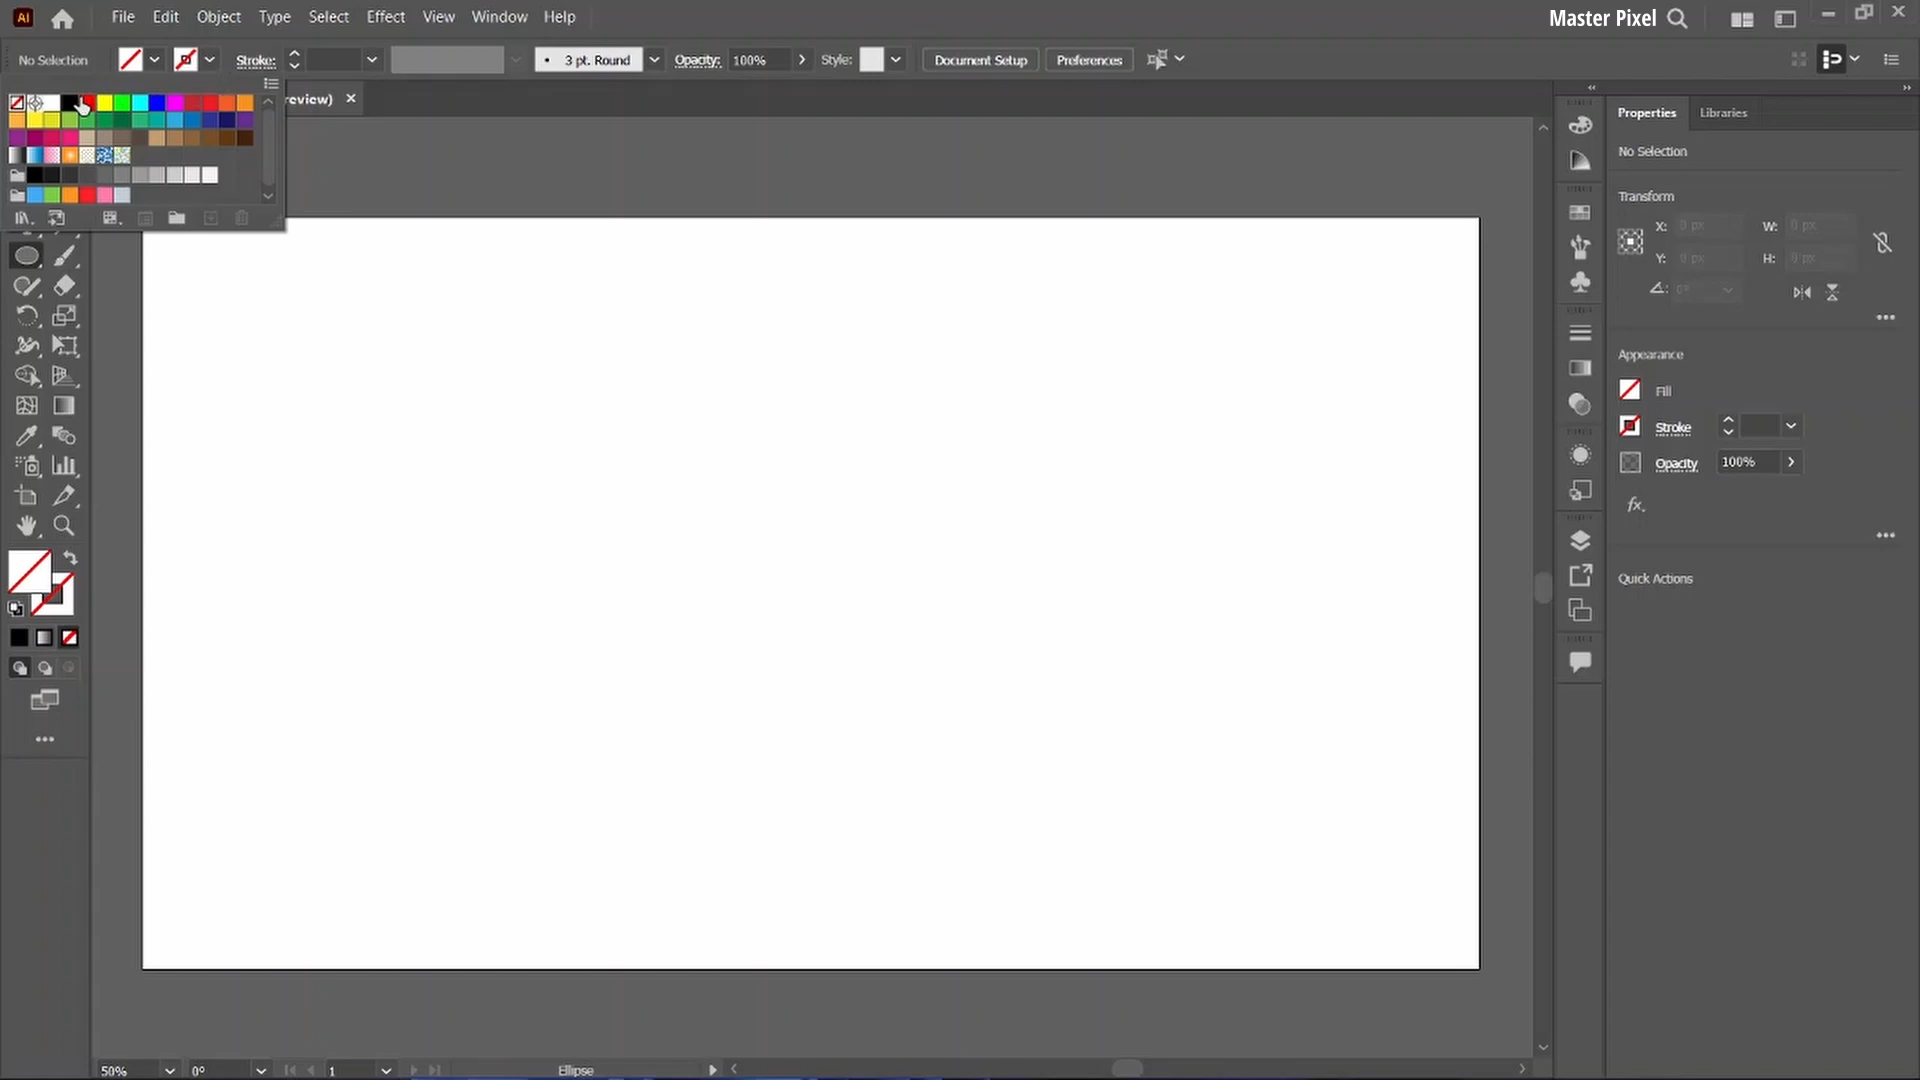 Ai File Edit Object Type Select Effect View Window Help Master Pixel
No Selection Stroke: 3 pt. Round Opacity: 100% Style: Document Setup Preferences
review) ×
Properties Libraries
No Selection
Transform
X: 0 px W: 0 px
Y: 0 px H: 0 px
0°
Appearance
Fill
Stroke
Opacity 100%
fx.
Quick Actions
50% 0° 1 Ellipse